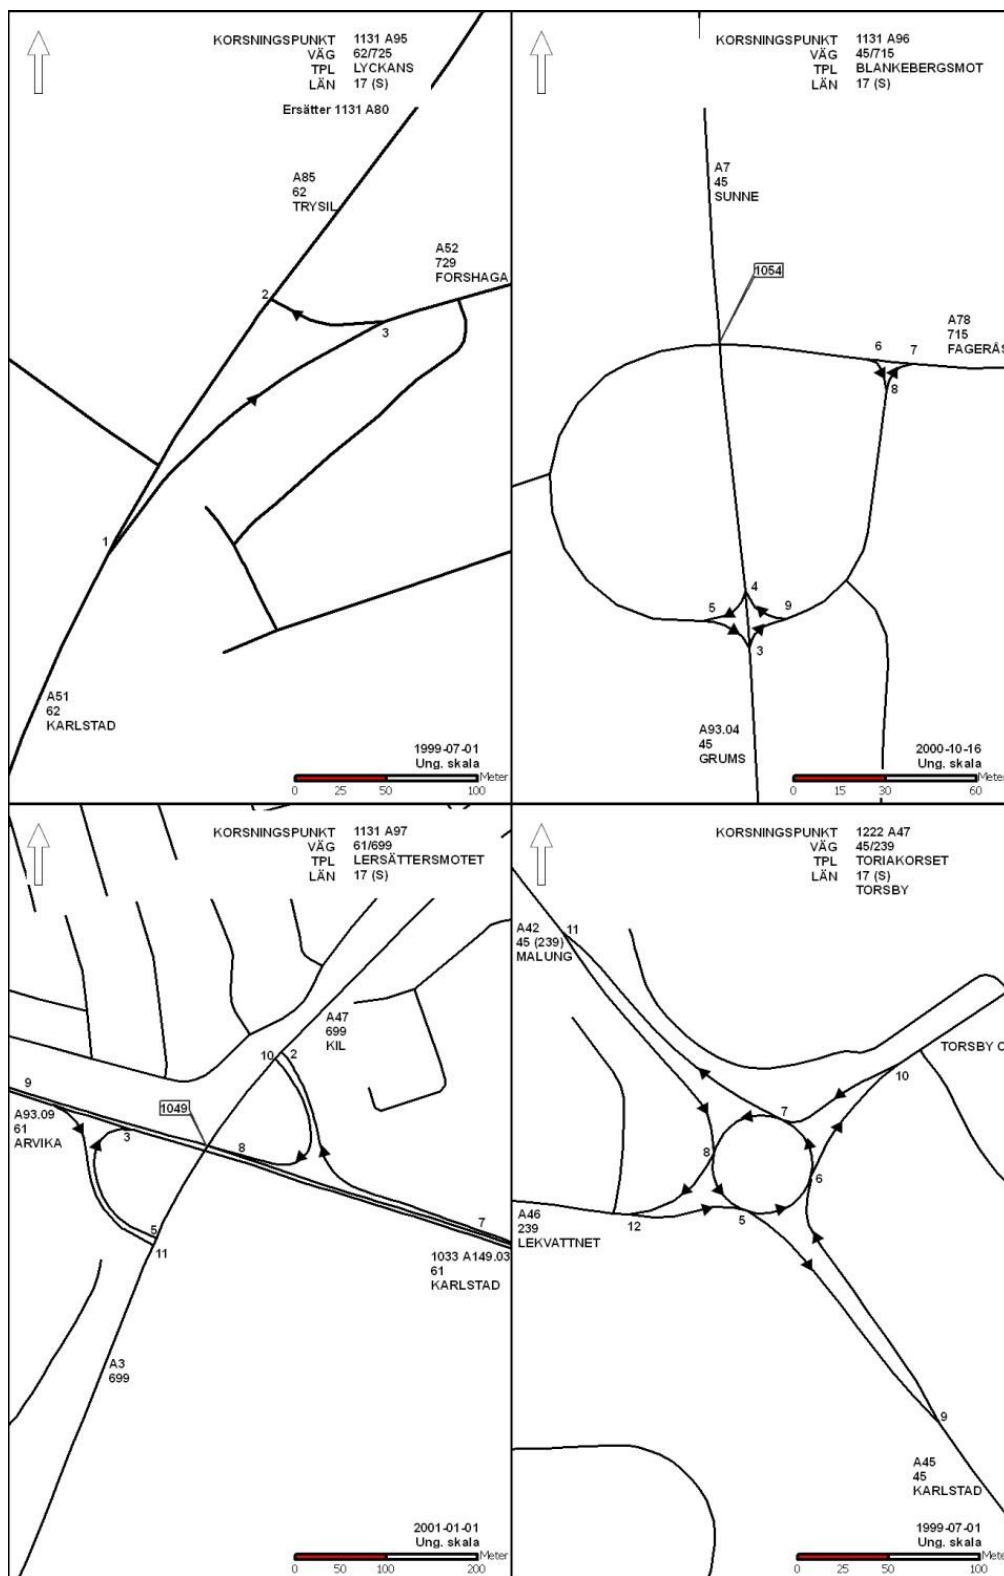 KORSNINGSPUNKT 1131 A95
VÄG 62/725
TPL LYCKANS
LÄN 17 (S)
Ersätter 1131 A80
A85
62
TRYSIL
A52
729
FORSHAGA
2
3
1
A51
62
KARLSTAD
1999-07-01
Ung. skala
Meter
0 25 50 100
KORSNINGSPUNKT 1131 A96
VÄG 45/715
TPL BLANKEBERGSMOT
LÄN 17 (S)
A7
45
SUNNE
1054
A78
715
FAGERÅS
6 7
8
4
5 9
3
A93.04
45
GRUMS
2000-10-16
Ung. skala
Meter
0 15 30 60
KORSNINGSPUNKT 1131 A97
VÄG 61/699
TPL LERSÄTTERSMOTET
LÄN 17 (S)
A47
699
KIL
10 2
9
1049
A93.09
61
ARVIKA
3
8
7
5
11
1033 A149.03
61
KARLSTAD
A3
699
2001-01-01
Ung. skala
Meter
0 50 100 200
KORSNINGSPUNKT 1222 A47
VÄG 45/239
TPL TORIAKORSET
LÄN 17 (S)
TORSBY
A42
45 (239)
MALUNG
11
TORSBY C
10
7
8
6
A46
239
LEKVATTNET
12
5
9
A45
45
KARLSTAD
1999-07-01
Ung. skala
Meter
0 25 50 100